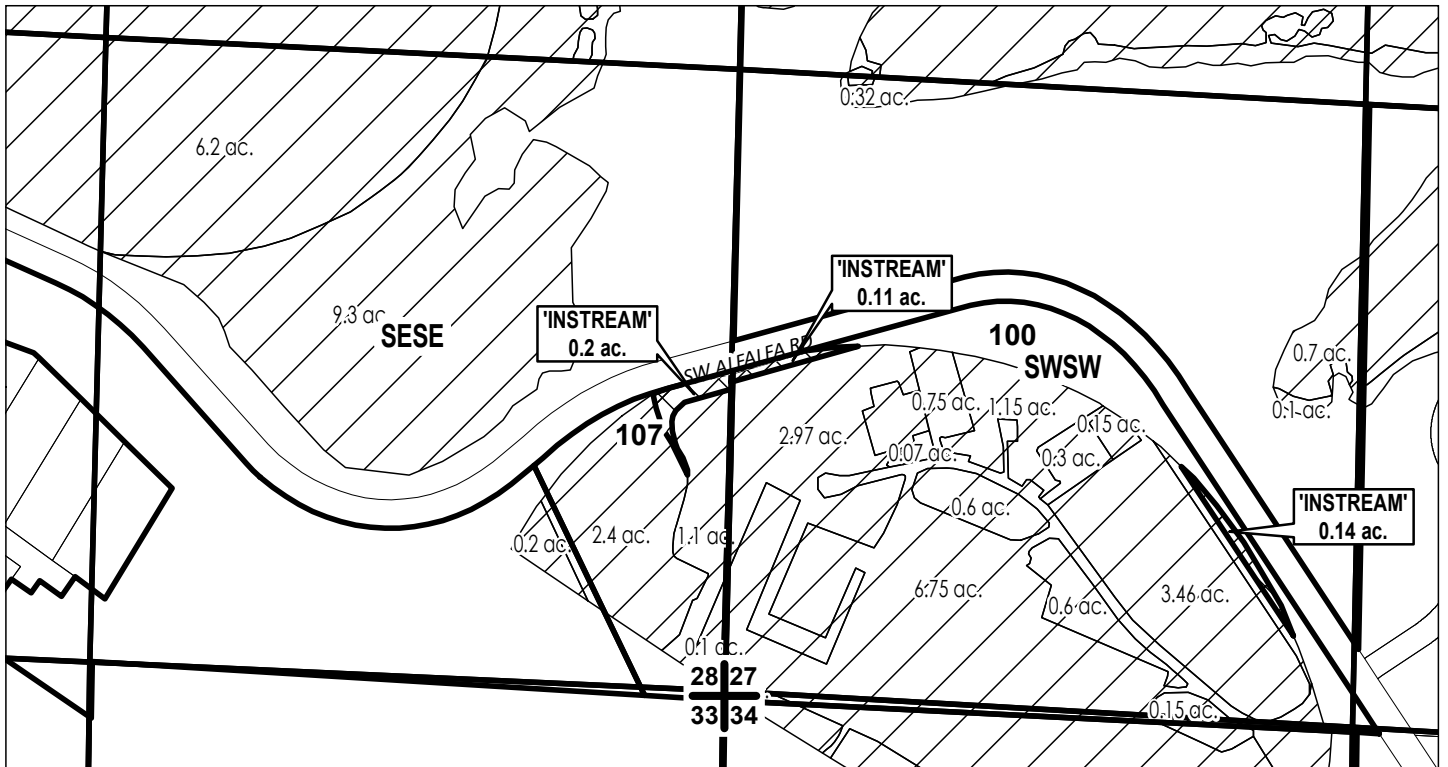 0.32 ac.
6.2 ac.
'INSTREAM'
0.11 ac.
9.3 ac.
SESE
'INSTREAM'
0.2 ac.
SW ALFALFA RD
100
SWSW
0.7 ac.
0.1 ac.
0.75 ac.
1.15 ac.
0.15 ac.
107
2.97 ac.
0.07 ac.
0.3 ac.
'INSTREAM'
0.14 ac.
0.6 ac.
0.2 ac.
2.4 ac.
1.1 ac.
6.75 ac.
0.6 ac.
3.46 ac.
0.1 ac.
28 27
33 34
0.15 ac.